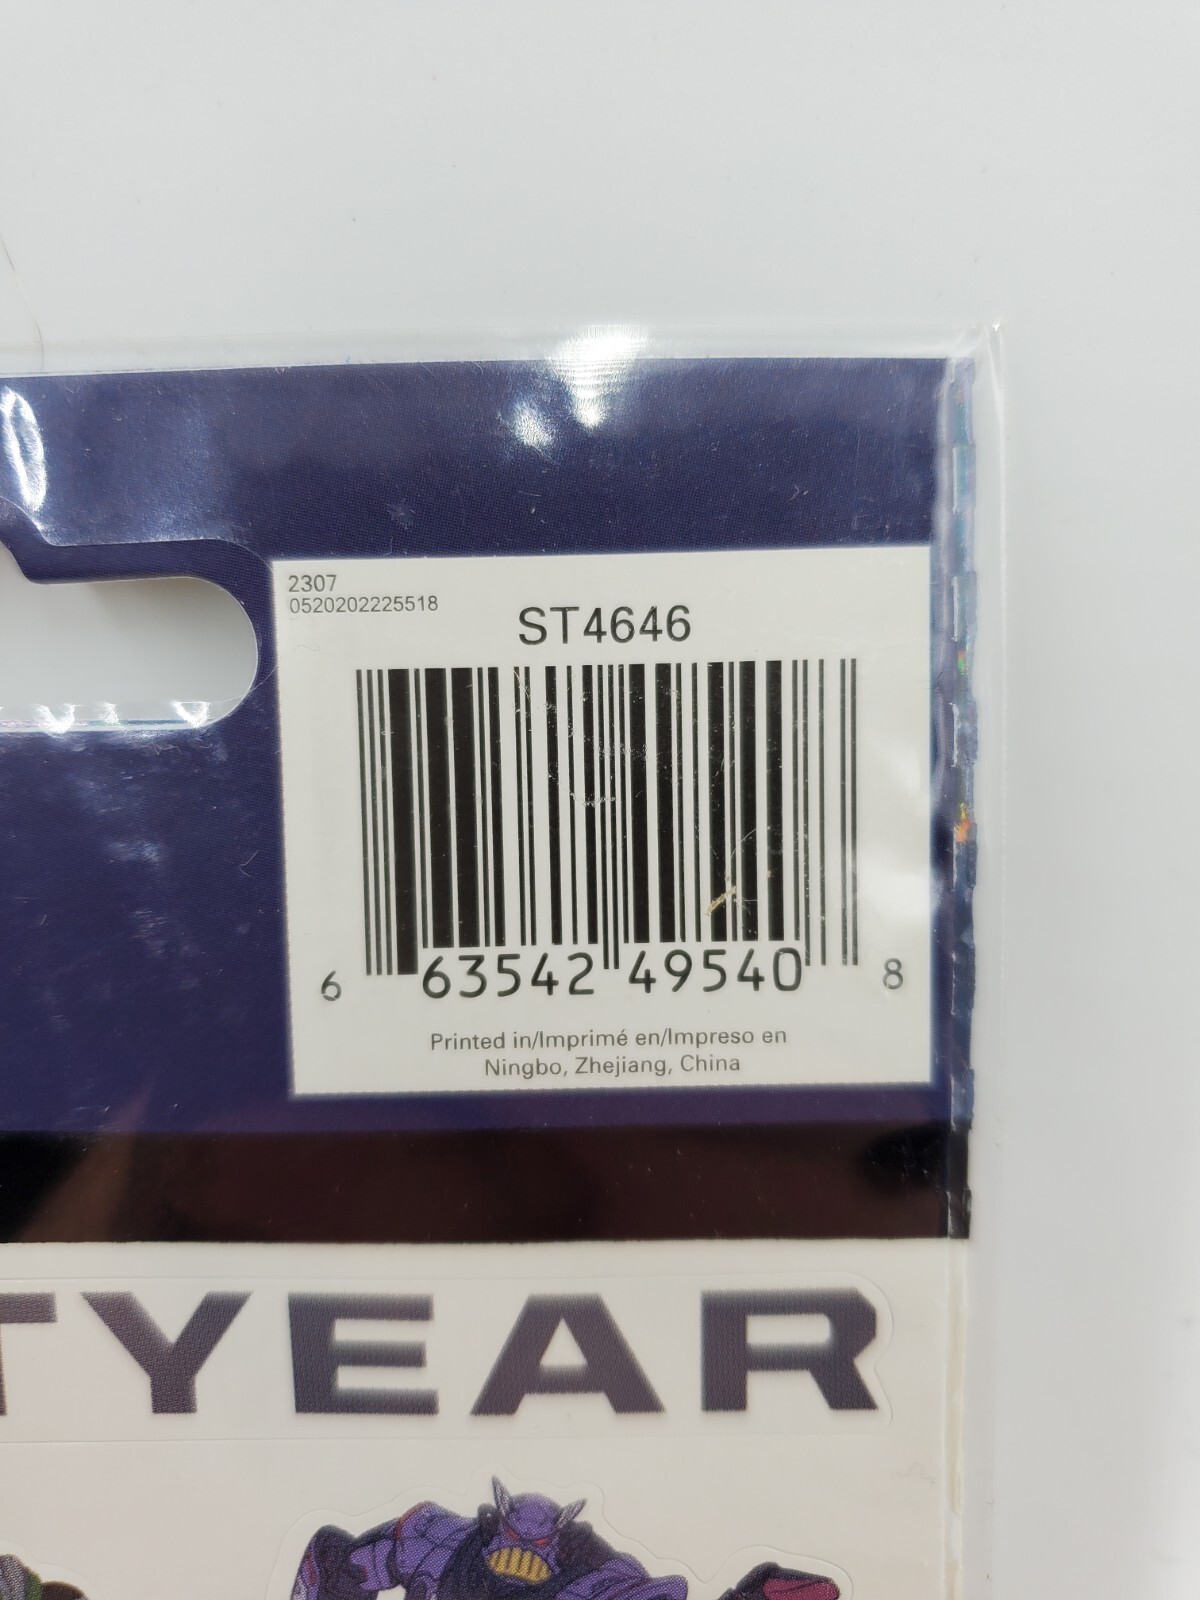 2307
0520202225518
ST4646
6 63542 49540 8
Printed in/Imprimé en/Impreso en
Ningbo, Zhejiang, China
TYEAR